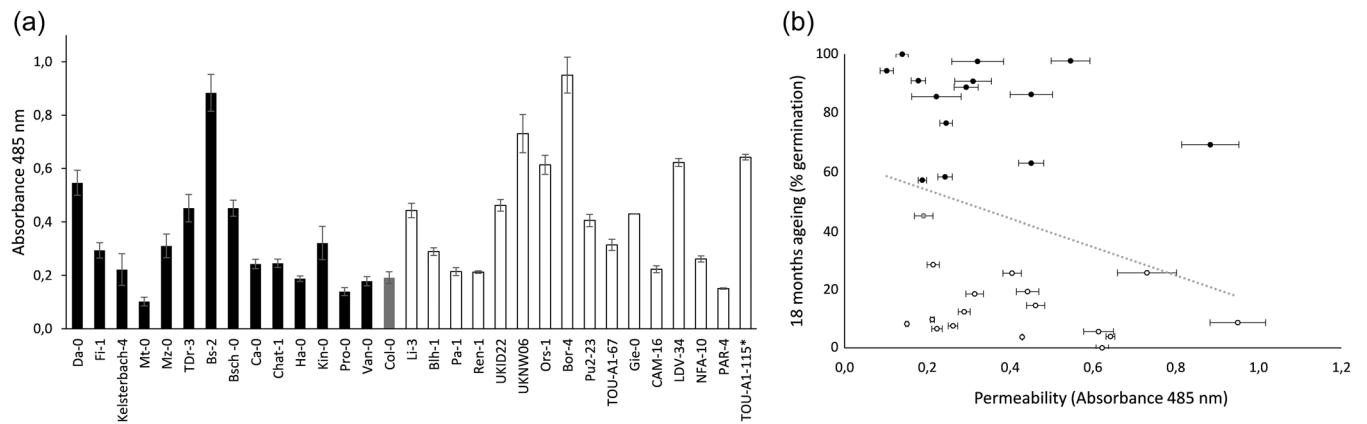 (a)
Absorbance 485 nm
1,0
0,8
0,6
0,4
0,2
0,0
Da-0
Fi-1
Kelsterbach-4
Mt-0
Mz-0
TDr-3
Bs-2
Bsch -0
Ca-0
Chat-1
Ha-0
Kin-0
Pro-0
Van-0
Col-0
Li-3
Blh-1
Pa-1
Ren-1
UKID22
UKNW06
Ors-1
Bor-4
Pu2-23
TOU-A1-67
Gie-0
CAM-16
LDV-34
NFA-10
PAR-4
TOU-A1-115*
(b)
18 months ageing (% germination)
100
80
60
40
20
0
0,0 0,2 0,4 0,6 0,8 1,0 1,2
Permeability (Absorbance 485 nm)